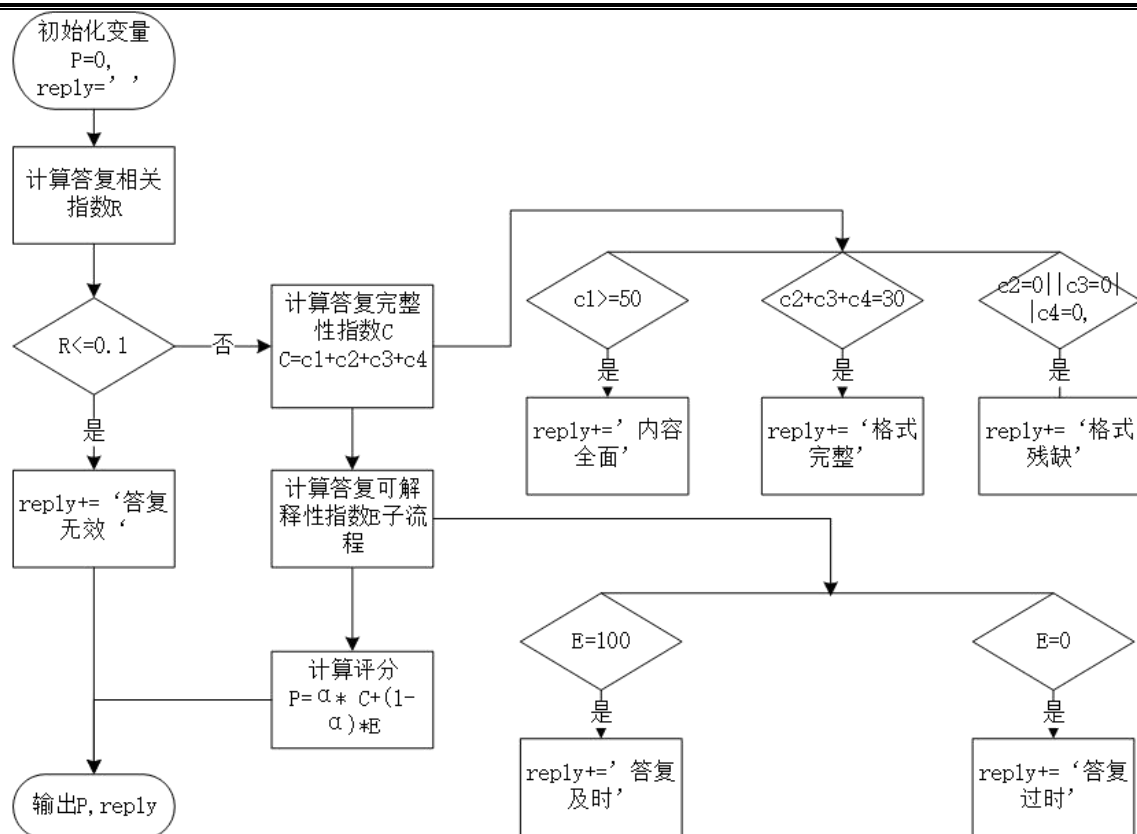 初始化变量
P=0,
reply=’ ’
计算答复相关
指数R
R<=0.1
否
是
reply+= ‘答复
无效 ‘
计算答复完整
性指数C
C=c1+c2+c3+c4
计算答复可解
释性指数E子流
程
计算评分
P=α* C+(1-
α)*E
输出P,reply
c1>=50
是
reply+=’ 内容
全面’
c2+c3+c4=30
是
reply+= ‘格式
完整’
c2=0||c3=0|
|c4=0,
是
reply+= ‘格式
残缺’
E=100
是
reply+=’ 答复
及时’
E=0
是
reply+= ‘答复
过时’